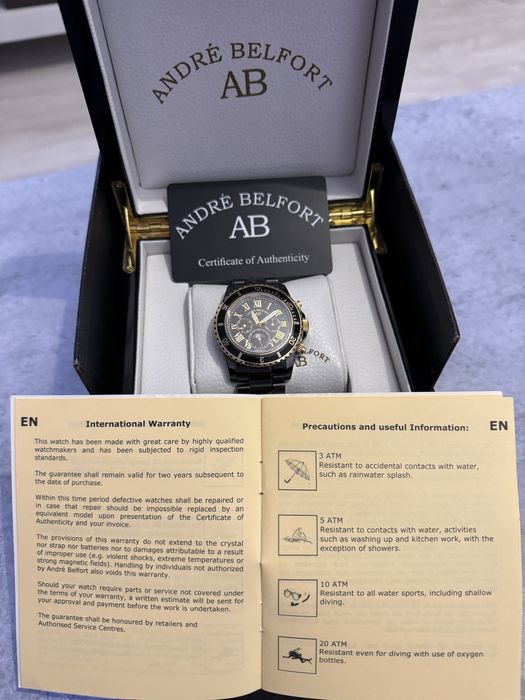 ANDRÉ BELFORT
AB
ANDRÉ BELFORT
AB
Certificate of Authenticity
BELFORT
AB
EN
International Warranty
This watch has been made with great care by highly qualified
watchmakers and has been subjected to rigid inspection
standards.
The guarantee shall remain valid for two years subsequent to
the date of purchase.
Within this time period defective watches shall be repaired or
in case that repair should be impossible replaced by an
equivalent model upon presentation of the Certificate of
Authenticity and your invoice.
The provisions of this warranty do not extend to the crystal
nor strap nor batteries nor to damages attributable to a result
of improper use (e.g. violent shocks, extreme temperatures or
strong magnetic fields). Handling by individuals not authorized
by André Belfort also voids this warranty.
Should your watch require parts or service not covered under
the terms of your warranty, a written estimate will be sent for
your approval and payment before the work is undertaken.
The guarantee shall be honoured by retailers and
Authorised Service Centres.
Precautions and useful Information:
EN
3 ATM
Resistant to accidental contacts with water,
such as rainwater splash.
5 ATM
Resistant to contacts with water, activities
such as washing up and kitchen work, with the
exception of showers.
10 ATM
Resistant to all water sports, including shallow
diving.
20 ATM
Resistant even for diving with use of oxygen
bottles.